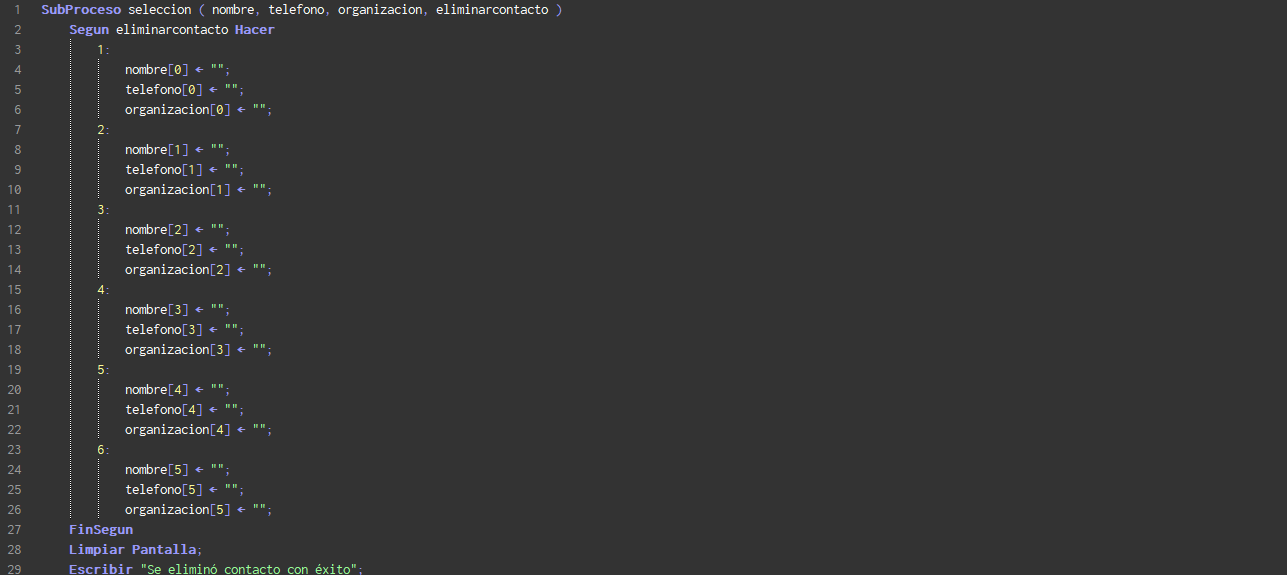 1 SubProceso seleccion ( nombre, telefono, organizacion, eliminarcontacto )
2 Segun eliminarcontacto Hacer
3 1:
4 nombre[0] ← "";
5 telefono[0] ← "";
6 organizacion[0] ← "";
7 2:
8 nombre[1] ← "";
9 telefono[1] ← "";
10 organizacion[1] ← "";
11 3:
12 nombre[2] ← "";
13 telefono[2] ← "";
14 organizacion[2] ← "";
15 4:
16 nombre[3] ← "";
17 telefono[3] ← "";
18 organizacion[3] ← "";
19 5:
20 nombre[4] ← "";
21 telefono[4] ← "";
22 organizacion[4] ← "";
23 6:
24 nombre[5] ← "";
25 telefono[5] ← "";
26 organizacion[5] ← "";
27 FinSegun
28 Limpiar Pantalla;
29 Escribir "Se eliminó contacto con éxito";